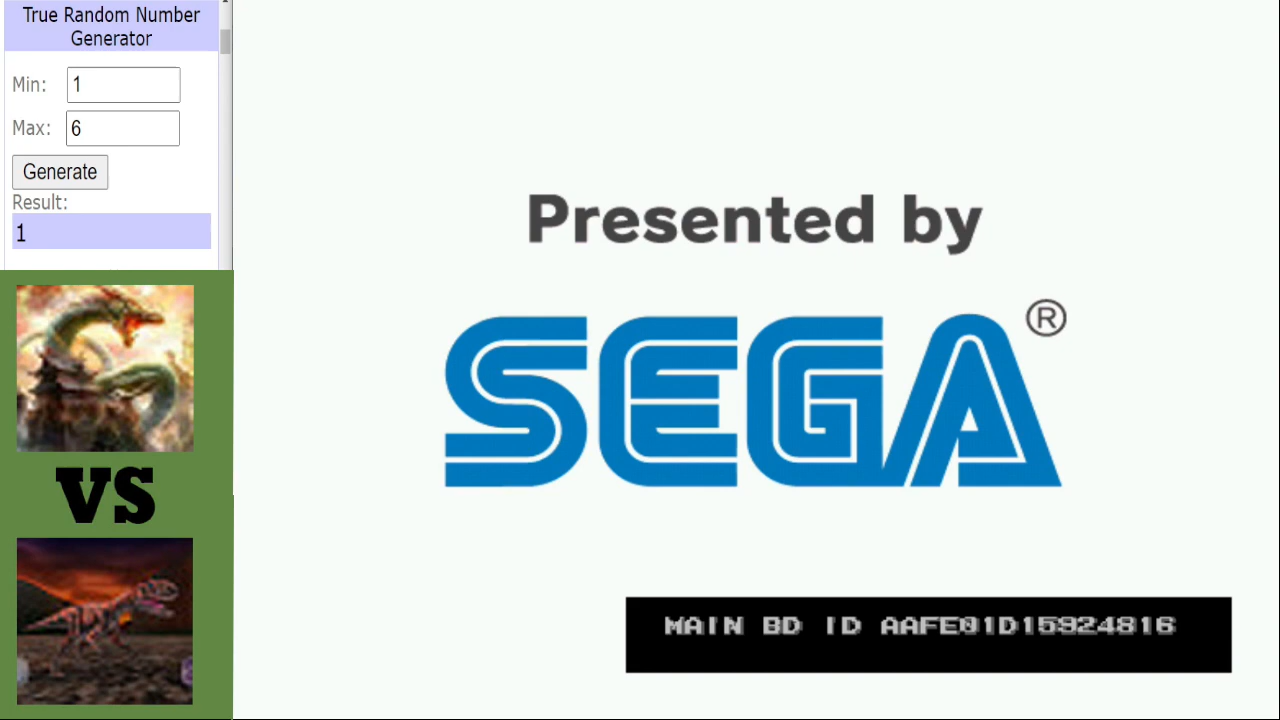 True Random Number
Generator
Min: 1
Max: 6
Generate
Result:
1
VS
Presented by
SEGA®
MAIN BD ID AAFE01D15924816